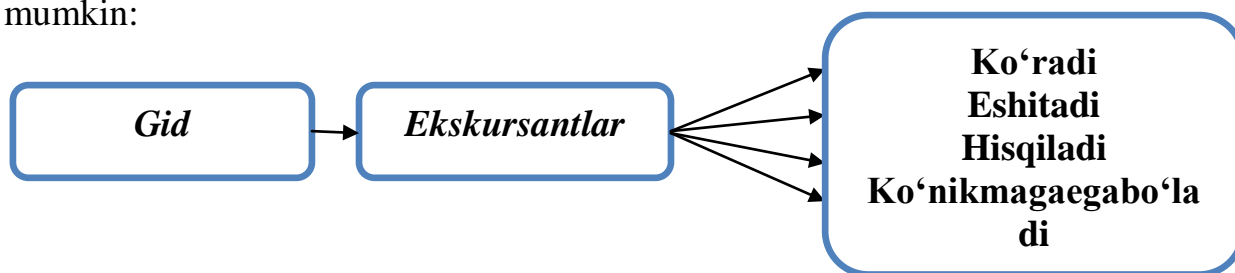 mumkin:
Gid
Ekskursantlar
Ko‘radi
Eshitadi
Hisqiladi
Ko‘nikmagaegabo‘la
di